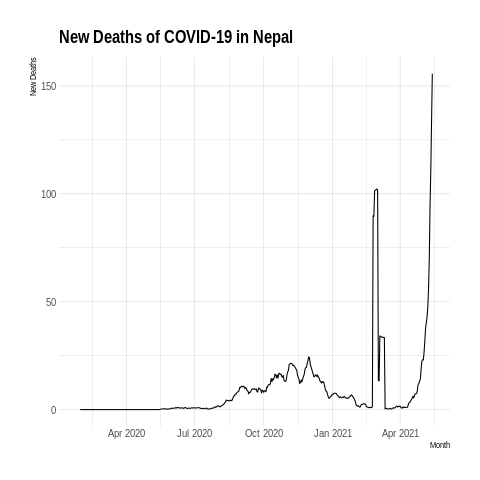 New Deaths of COVID-19 in Nepal
New Deaths
150
100
50
0
Apr 2020 Jul 2020 Oct 2020 Jan 2021 Apr 2021
Month